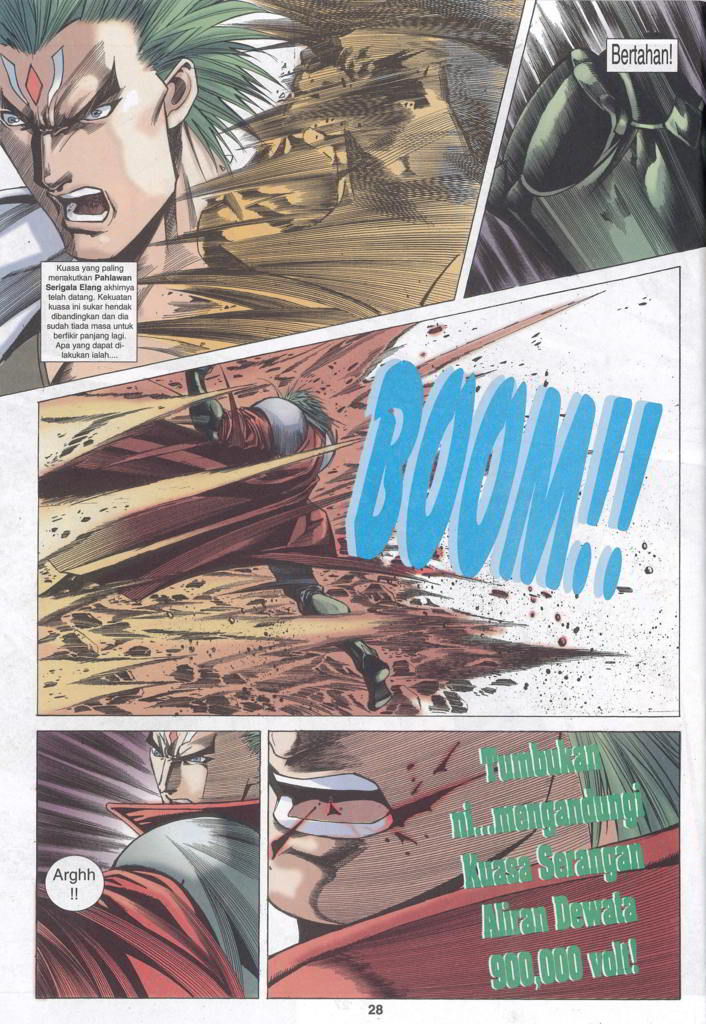 Kuasa yang paling
menakutkan Pahlawan
Serigala Elang akhirnya
telah datang. Kekuatan
kuasa ini sukar hendak
dibandingkan dan dia
sudah tiada masa untuk
berfikir panjang lagi.
Apa yang dapat di-
lakukan ialah....
Bertahan!
BOOM!!
Arghh
!!
Tumbukan
ni...mengandungi
Kuasa Serangan
Aliran Dewata
900,000 volt!
28